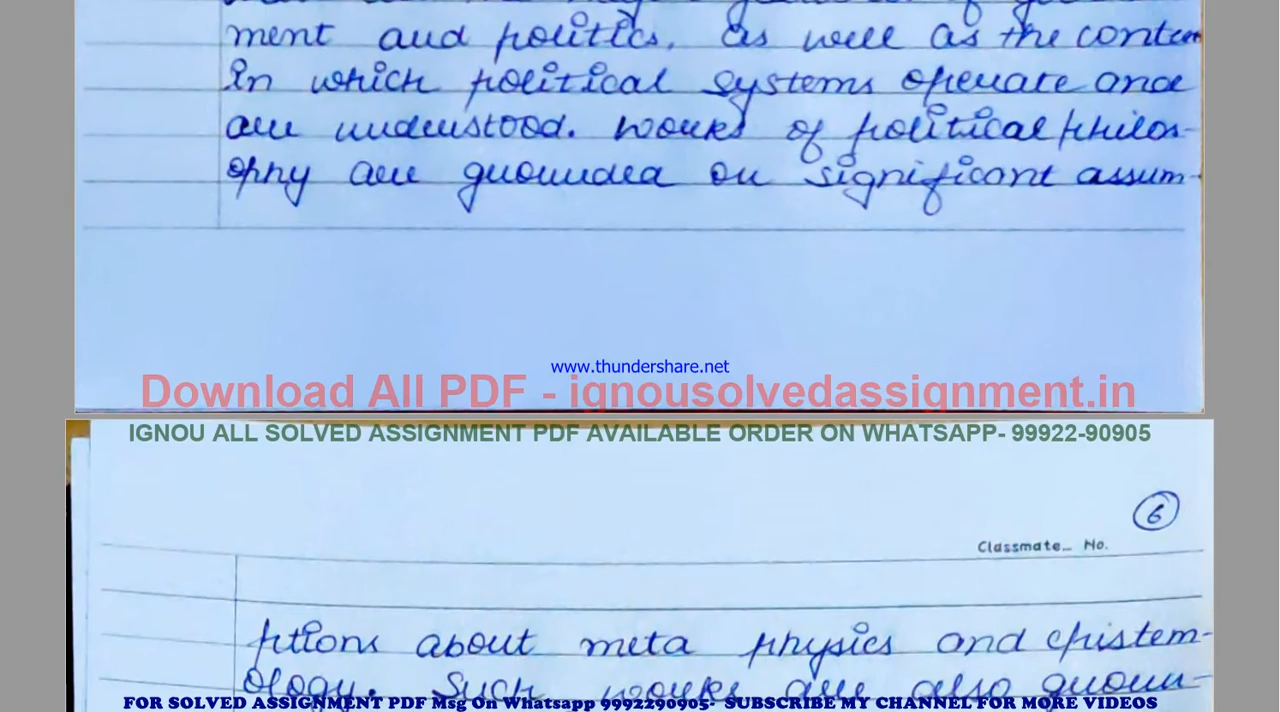 ment and politics, as well as the conten
in which political systems operate and
are understood. Works of political philos-
ophy are grounded on significant assum-
www.thundershare.net
Download All PDF - ignousolvedassignment.in
IGNOU ALL SOLVED ASSIGNMENT PDF AVAILABLE ORDER ON WHATSAPP- 99922-90905
6
Classmate No.
ptions about meta physics and epistem-
ology. Such works are also groun-
FOR SOLVED ASSIGNMENT PDF Msg On Whatsapp 9992290905- SUBSCRIBE MY CHANNEL FOR MORE VIDEOS